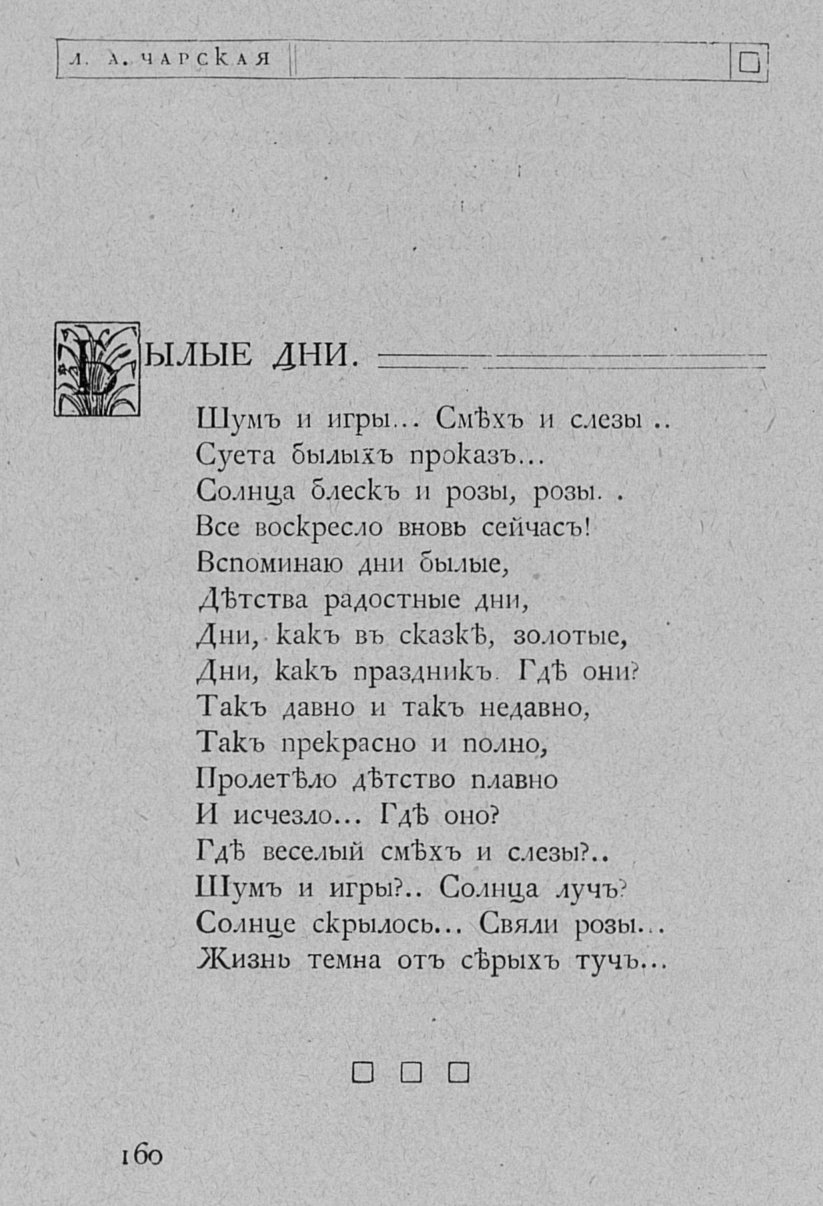 Л. А. ЧАРСКАЯ
БЫЛЫЕ ДНИ.
Шумъ и игры... Смѣхъ и слезы ..
Суета былыхъ проказъ...
Солнца блескъ и розы, розы. .
Все воскресло вновь сейчасъ!
Вспоминаю дни былые,
Дѣтства радостные дни,
Дни, какъ въ сказкѣ, золотые,
Дни, какъ праздникъ. Гдѣ они?
Такъ давно и такъ недавно,
Такъ прекрасно и полно,
Пролетѣло дѣтство плавно
И исчезло... Гдѣ оно?
Гдѣ веселый смѣхъ и слезы?..
Шумъ и игры?.. Солнца лучъ?
Солнце скрылось... Свяли розы...
Жизнь темна отъ сѣрыхъ тучъ...
160